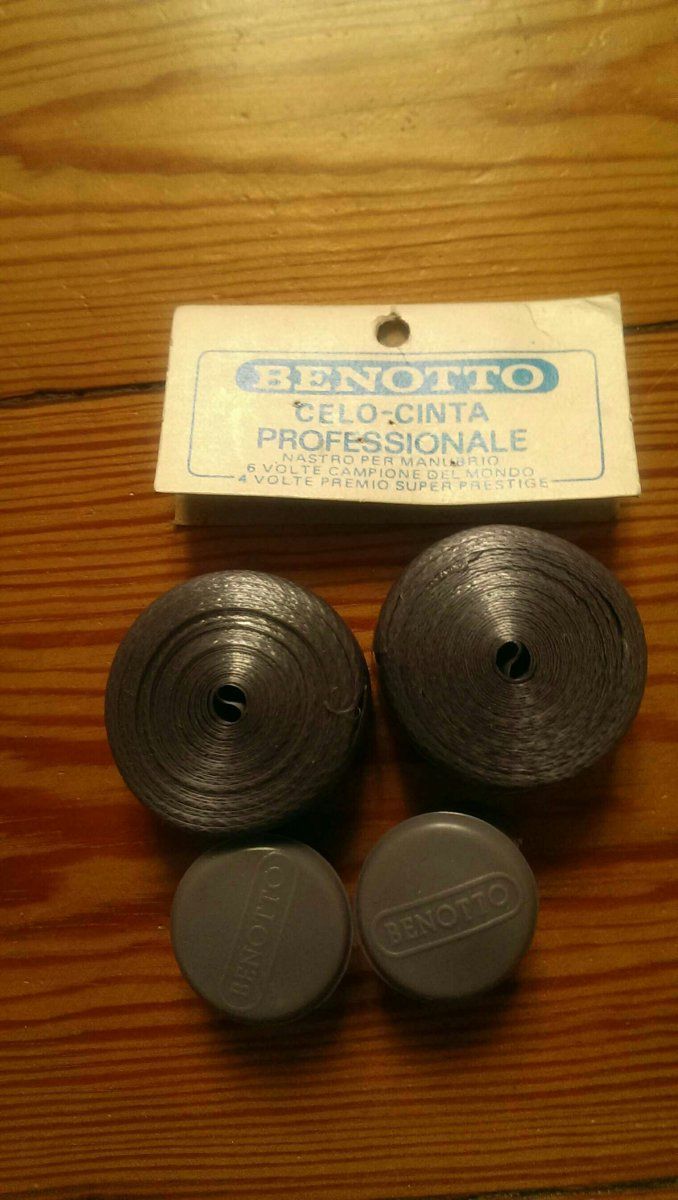 BENOTTO
CELO-CINTA
PROFESSIONALE
NASTRO PER MANUBRIO
6 VOLTE CAMPIONE DEL MONDO
4 VOLTE PREMIO SUPER PRESTIGE
BENOTTO
BENOTTO